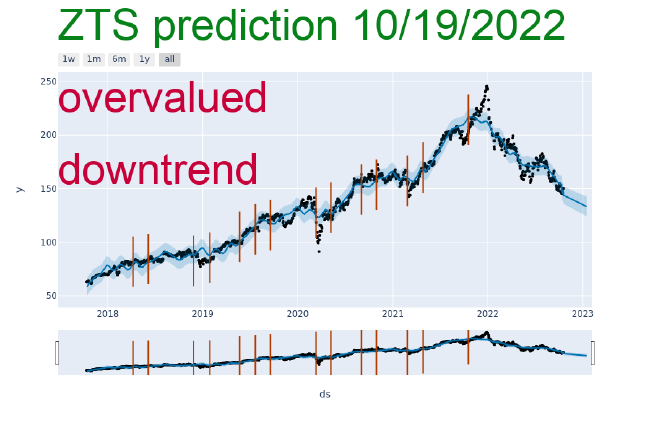 ZTS prediction 10/19/2022
1w 1m 6m 1y all
overvalued
downtrend
250
200
150
100
50
y
2018 2019 2020 2021 2022 2023
ds